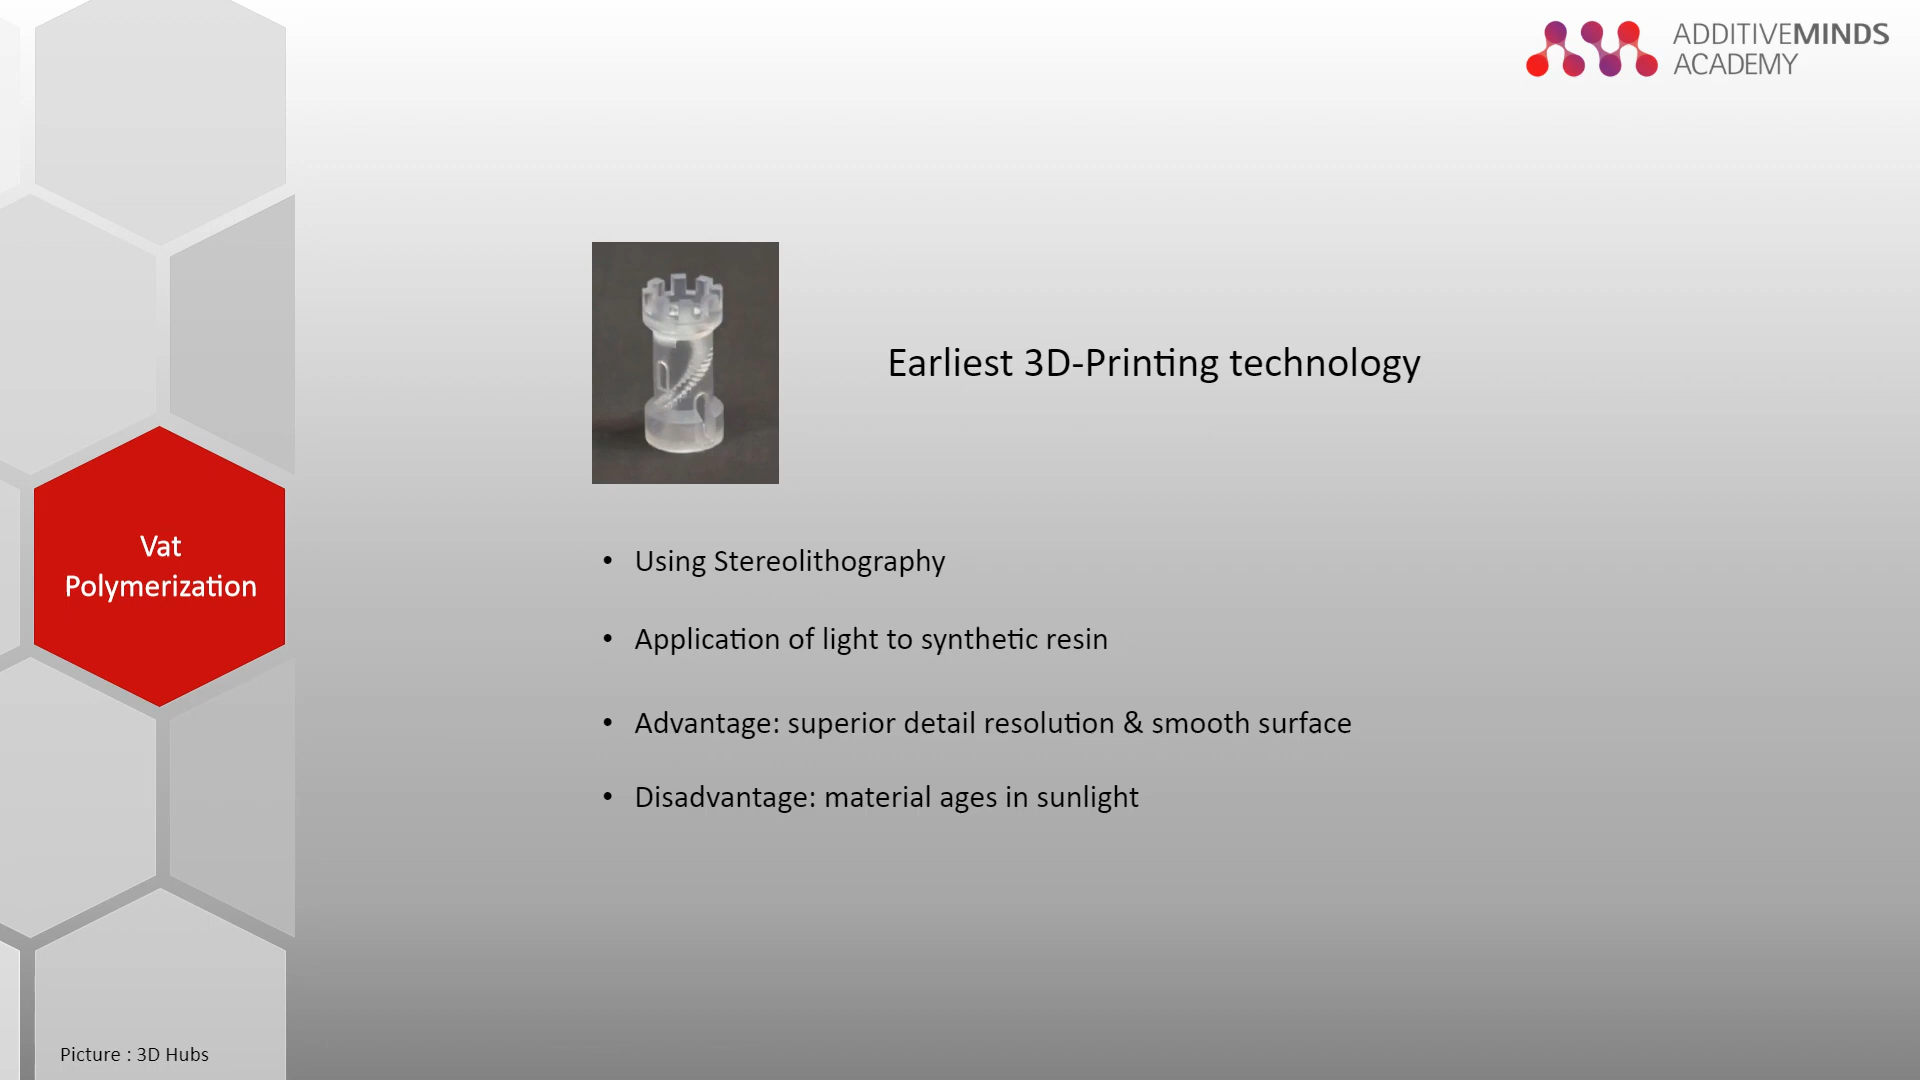 ADDITIVEMINDS
ACADEMY
Earliest 3D-Printing technology
Vat
Polymerization
• Using Stereolithography
• Application of light to synthetic resin
• Advantage: superior detail resolution & smooth surface
• Disadvantage: material ages in sunlight
Picture : 3D Hubs